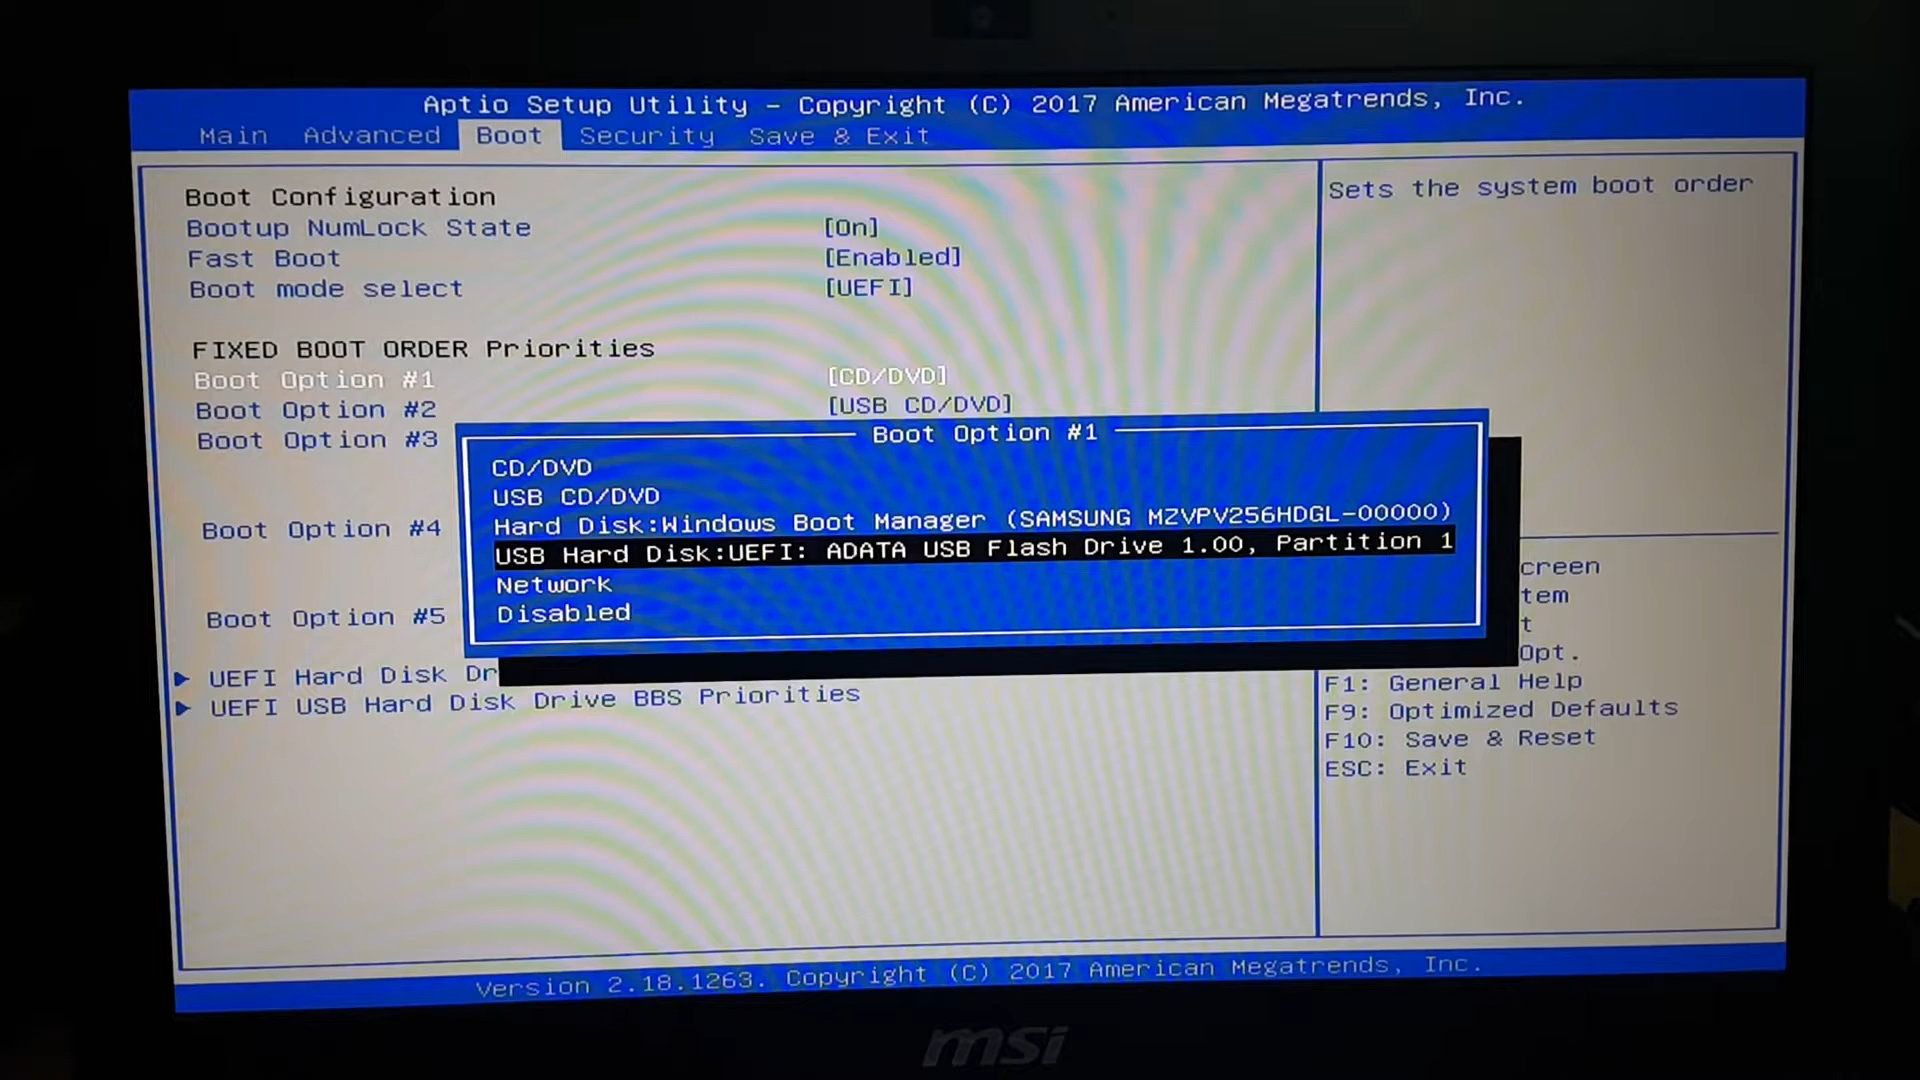 Aptio Setup Utility – Copyright (C) 2017 American Megatrends, Inc.
Main Advanced Boot Security Save & Exit
Boot Configuration
Bootup NumLock State [On]
Fast Boot [Enabled]
Boot mode select [UEFI]
FIXED BOOT ORDER Priorities
Boot Option #1 [CD/DVD]
Boot Option #2 [USB CD/DVD]
Boot Option #3
Boot Option #4
Boot Option #5
UEFI Hard Disk Dr
UEFI USB Hard Disk Drive BBS Priorities
Boot Option #1
CD/DVD
USB CD/DVD
Hard Disk:Windows Boot Manager (SAMSUNG MZVPV256HDGL-00000)
USB Hard Disk:UEFI: ADATA USB Flash Drive 1.00, Partition 1
Network
Disabled
Sets the system boot order
creen
tem
t
Opt.
F1: General Help
F9: Optimized Defaults
F10: Save & Reset
ESC: Exit
Version 2.18.1263. Copyright (C) 2017 American Megatrends, Inc.
msi